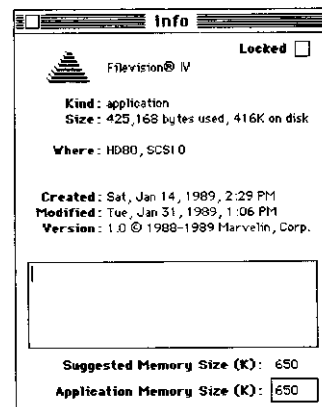 Info
Locked
Filevision® IV
Kind: application
Size: 425,168 bytes used, 416K on disk
Where: HD80, SCSI 0
Created: Sat, Jan 14, 1989, 2:29 PM
Modified: Tue, Jan 31, 1989, 1:06 PM
Version: 1.0 © 1988-1989 Marvelin, Corp.
Suggested Memory Size (K): 650
Application Memory Size (K): 650